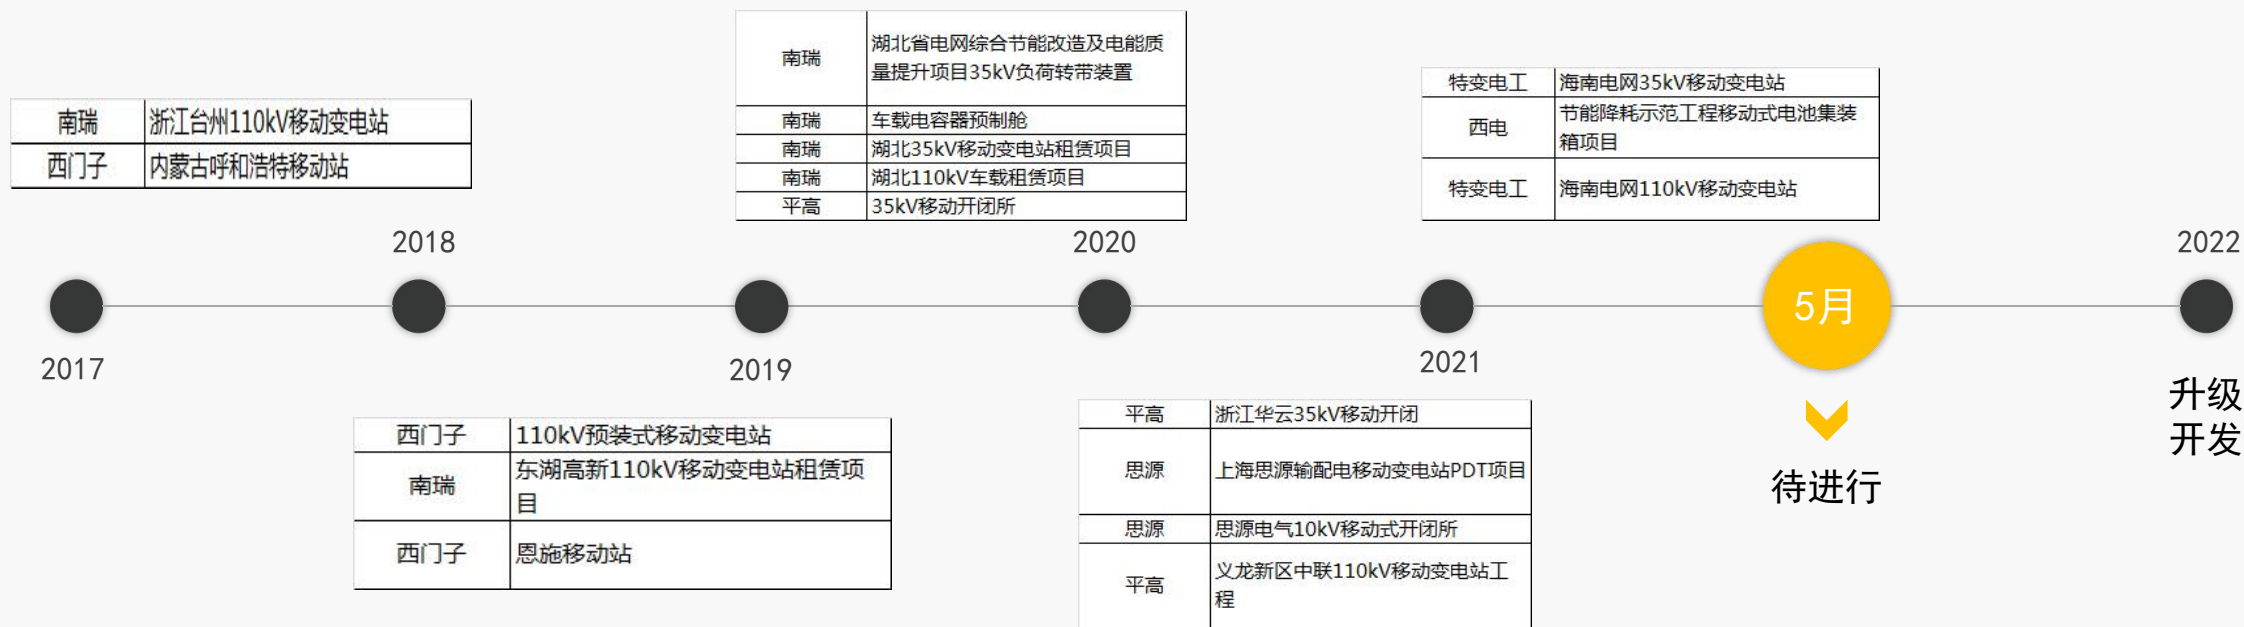 南瑞
浙江台州110kV移动变电站
西门子
内蒙古呼和浩特移动站
南瑞
湖北省电网综合节能改造及电能质
量提升项目35kV负荷转带装置
南瑞
车载电容器预制舱
南瑞
湖北35kV移动变电站租赁项目
南瑞
湖北110kV车载租赁项目
平高
35kV移动开闭所
特变电工
海南电网35kV移动变电站
西电
节能降耗示范工程移动式电池集装
箱项目
特变电工
海南电网110kV移动变电站
2018
2020
2022
5月
2017
2019
2021
西门子
110kV预装式移动变电站
南瑞
东湖高新110kV移动变电站租赁项
目
西门子
恩施移动站
平高
浙江华云35kV移动开闭
思源
上海思源输配电移动变电站PDT项目
思源
思源电气10kV移动式开闭所
平高
义龙新区中联110kV移动变电站工
程
待进行
升级
开发